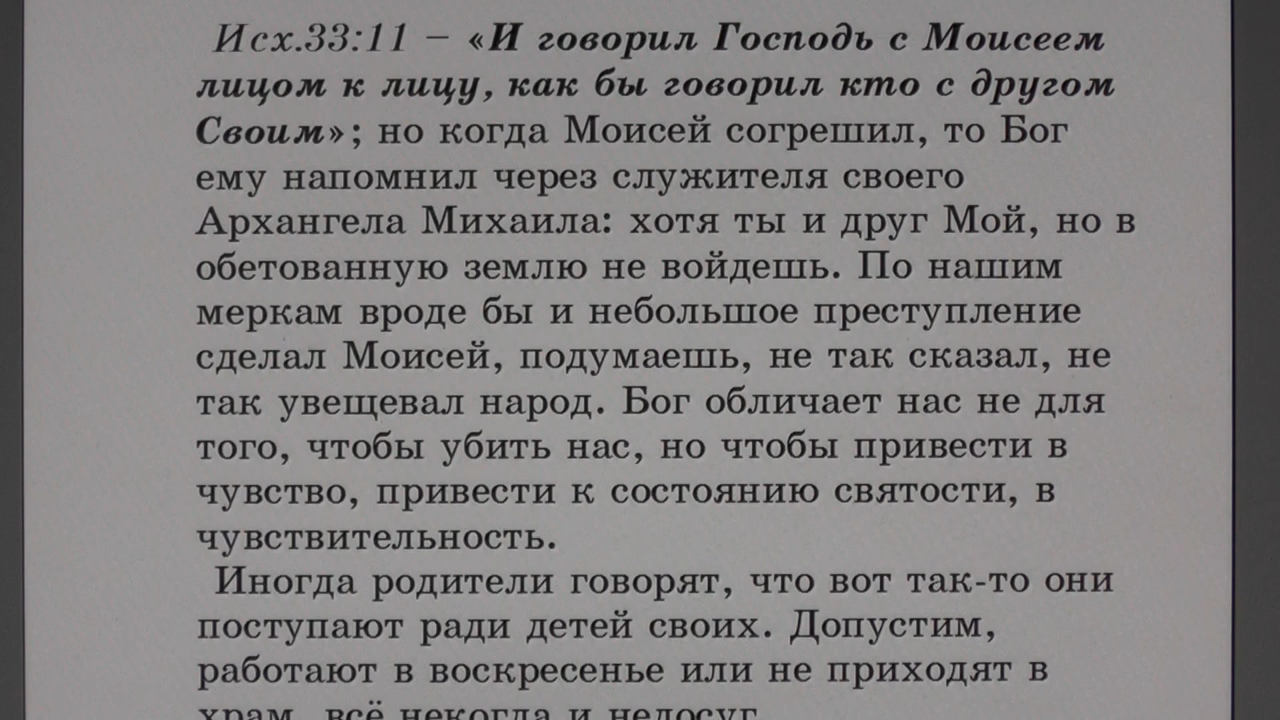 Исх.33:11 – «И говорил Господь с Моисеем
лицом к лицу, как бы говорил кто с другом
Своим»; но когда Моисей согрешил, то Бог
ему напомнил через служителя своего
Архангела Михаила: хотя ты и друг Мой, но в
обетованную землю не войдешь. По нашим
меркам вроде бы и небольшое преступление
сделал Моисей, подумаешь, не так сказал, не
так увещевал народ. Бог обличает нас не для
того, чтобы убить нас, но чтобы привести в
чувство, привести к состоянию святости, в
чувствительность.
Иногда родители говорят, что вот так-то они
поступают ради детей своих. Допустим,
работают в воскресенье или не приходят в
храм, всё некогда и недосуг